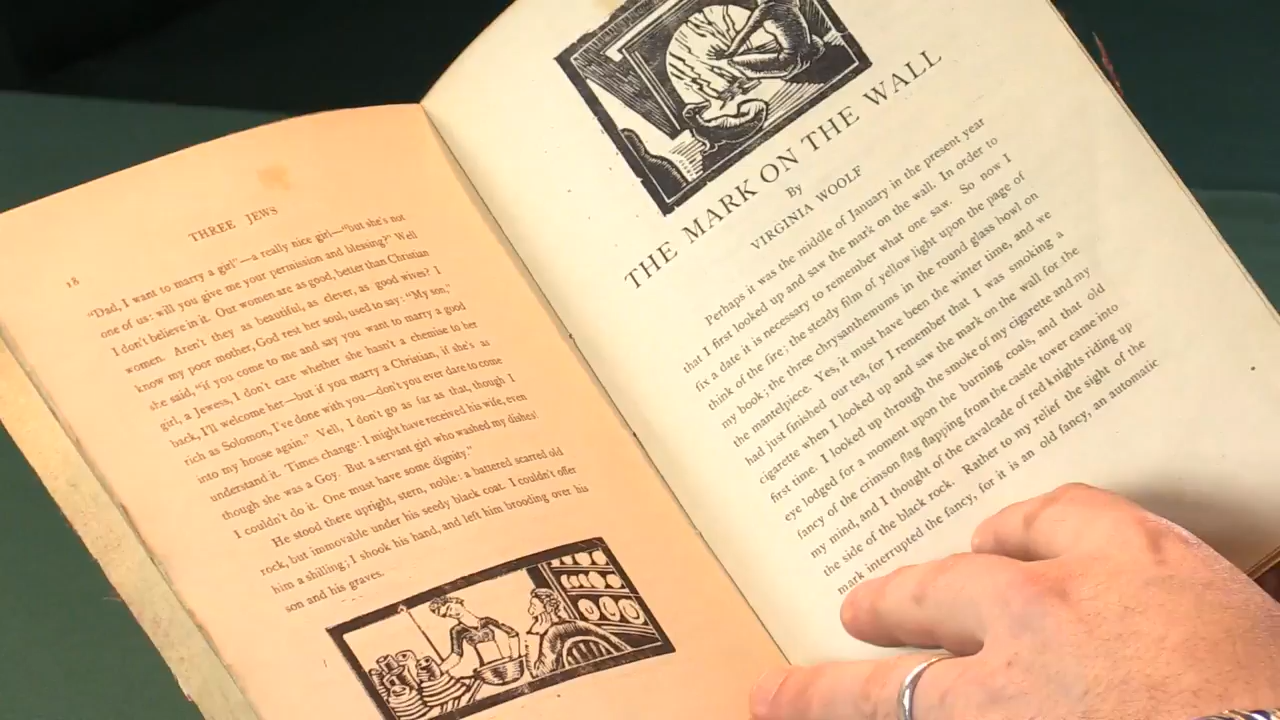 THREE JEWS
18
“Dad, I want to marry a girl”—a really nice girl—“but she's not
one of us: will you give me your permission and blessing?” Well
I don't believe in it. Our women are as good, better than Christian
women. Aren't they as beautiful, as clever, as good wives? I
know my poor mother, God rest her soul, used to say: “My son,”
she said, “if you come to me and say you want to marry a good
girl, a Jewess, I don't care whether she hasn't a chemise to her
back, I'll welcome her—but if you marry a Christian, if she's as
rich as Solomon, I've done with you—don't you ever dare to come
into my house again.” Vell, I don't go as far as that, though I
understand it. Times change: I might have received his wife, even
though she was a Goy. But a servant girl who washed my dishes!
I couldn't do it. One must have some dignity.”
He stood there upright, stern, noble: a battered scarred old
rock, but immovable under his seedy black coat. I couldn't offer
him a shilling; I shook his hand, and left him brooding over his
son and his graves.
THE MARK ON THE WALL
By
VIRGINIA WOOLF
Perhaps it was the middle of January in the present year
that I first looked up and saw the mark on the wall. In order to
fix a date it is necessary to remember what one saw. So now I
think of the fire; the steady film of yellow light upon the page of
my book; the three chrysanthemums in the round glass bowl on
the mantelpiece. Yes, it must have been the winter time, and we
had just finished our tea, for I remember that I was smoking a
cigarette when I looked up and saw the mark on the wall for the
first time. I looked up through the smoke of my cigarette and my
eye lodged for a moment upon the burning coals, and that old
fancy of the crimson flag flapping from the castle tower came into
my mind, and I thought of the cavalcade of red knights riding up
the side of the black rock. Rather to my relief the sight of the
mark interrupted the fancy, for it is an old fancy, an automatic